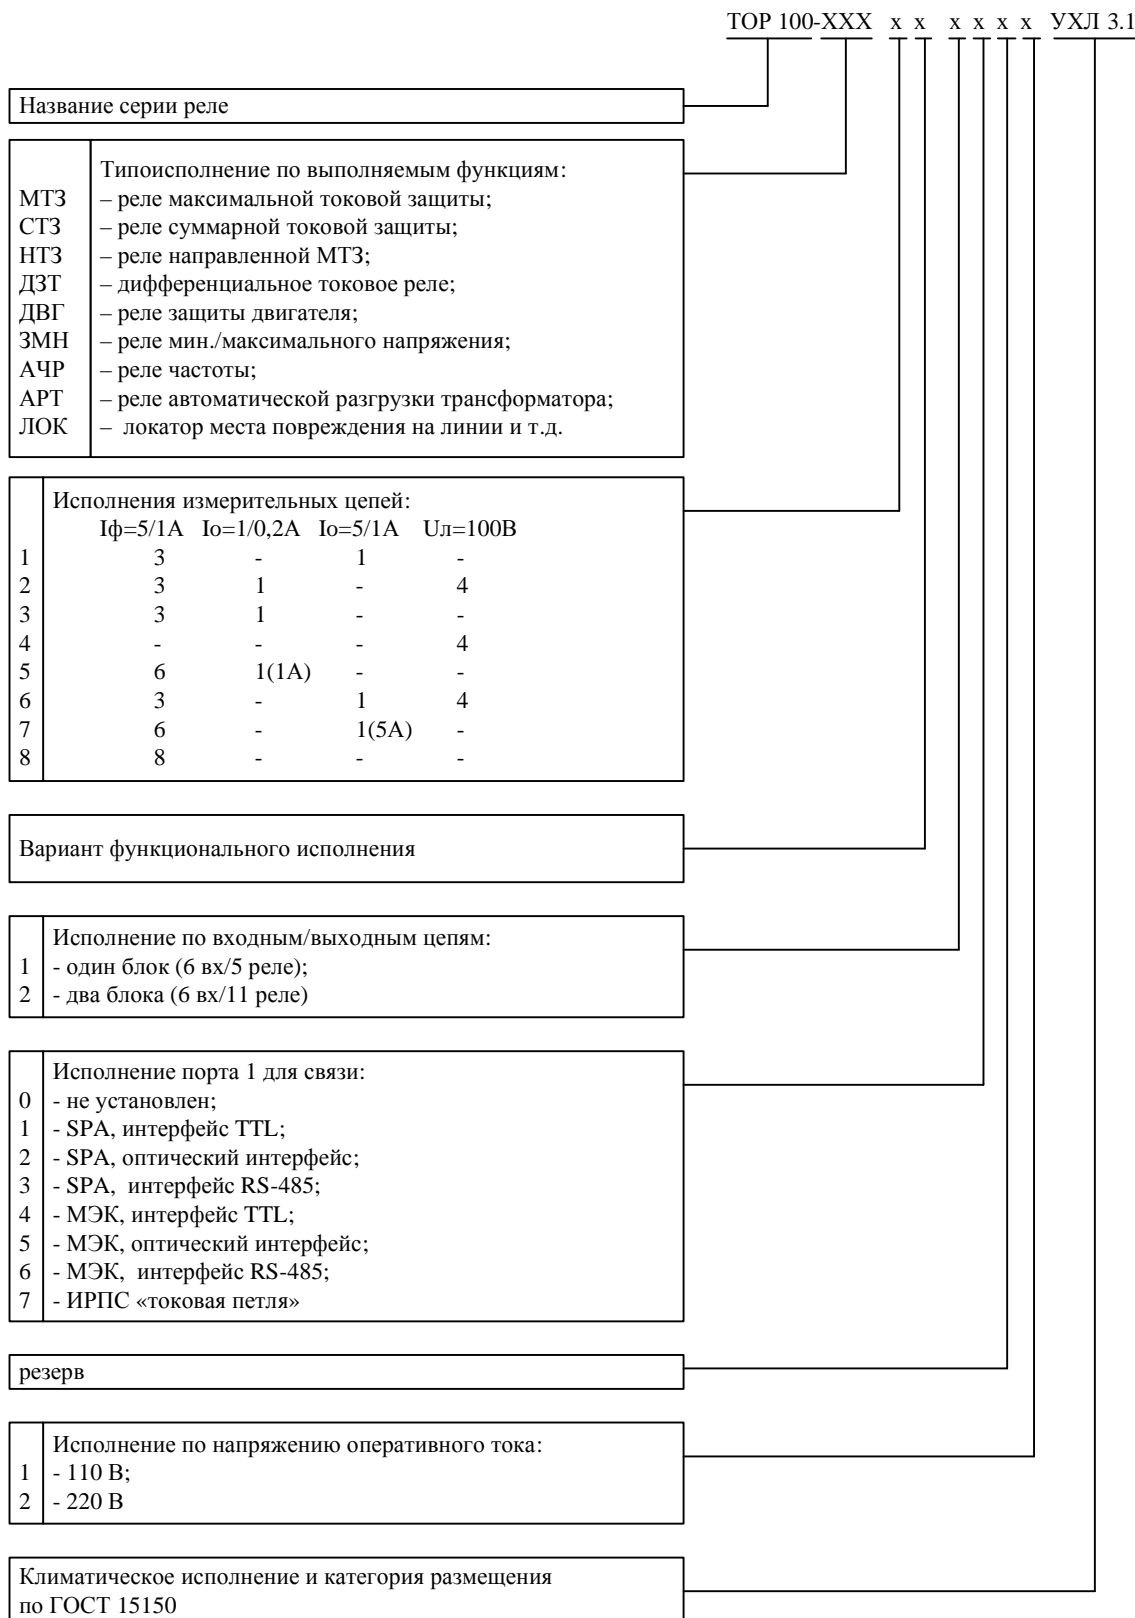 ТОР 100-XXX x x x x x x УХЛ 3.1
Название серии реле
Типоисполнение по выполняемым функциям:
МТЗ – реле максимальной токовой защиты;
СТЗ – реле суммарной токовой защиты;
НТЗ – реле направленной МТЗ;
ДЗТ – дифференциальное токовое реле;
ДВГ – реле защиты двигателя;
ЗМН – реле мин./максимального напряжения;
АЧР – реле частоты;
АРТ – реле автоматической разгрузки трансформатора;
ЛОК – локатор места повреждения на линии и т.д.
Исполнения измерительных цепей:
Iф=5/1А Iо=1/0,2А Iо=5/1А Uл=100В
1 3 - 1 -
2 3 1 - 4
3 3 1 - -
4 - - - 4
5 6 1(1А) - -
6 3 - 1 4
7 6 - 1(5А) -
8 8 - - -
Вариант функционального исполнения
Исполнение по входным/выходным цепям:
1 - один блок (6 вх/5 реле);
2 - два блока (6 вх/11 реле)
Исполнение порта 1 для связи:
0 - не установлен;
1 - SPA, интерфейс TTL;
2 - SPA, оптический интерфейс;
3 - SPA, интерфейс RS-485;
4 - МЭК, интерфейс TTL;
5 - МЭК, оптический интерфейс;
6 - МЭК, интерфейс RS-485;
7 - ИРПС «токовая петля»
резерв
Исполнение по напряжению оперативного тока:
1 - 110 В;
2 - 220 В
Климатическое исполнение и категория размещения
по ГОСТ 15150